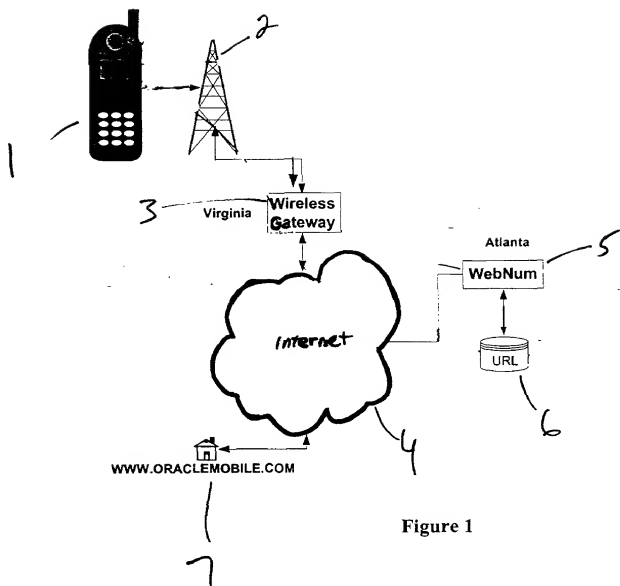 2
1
3
Virginia
Wireless
Gateway
Atlanta
5
WebNum
Internet
URL
6
4
WWW.ORACLEMOBILE.COM
Figure 1
7